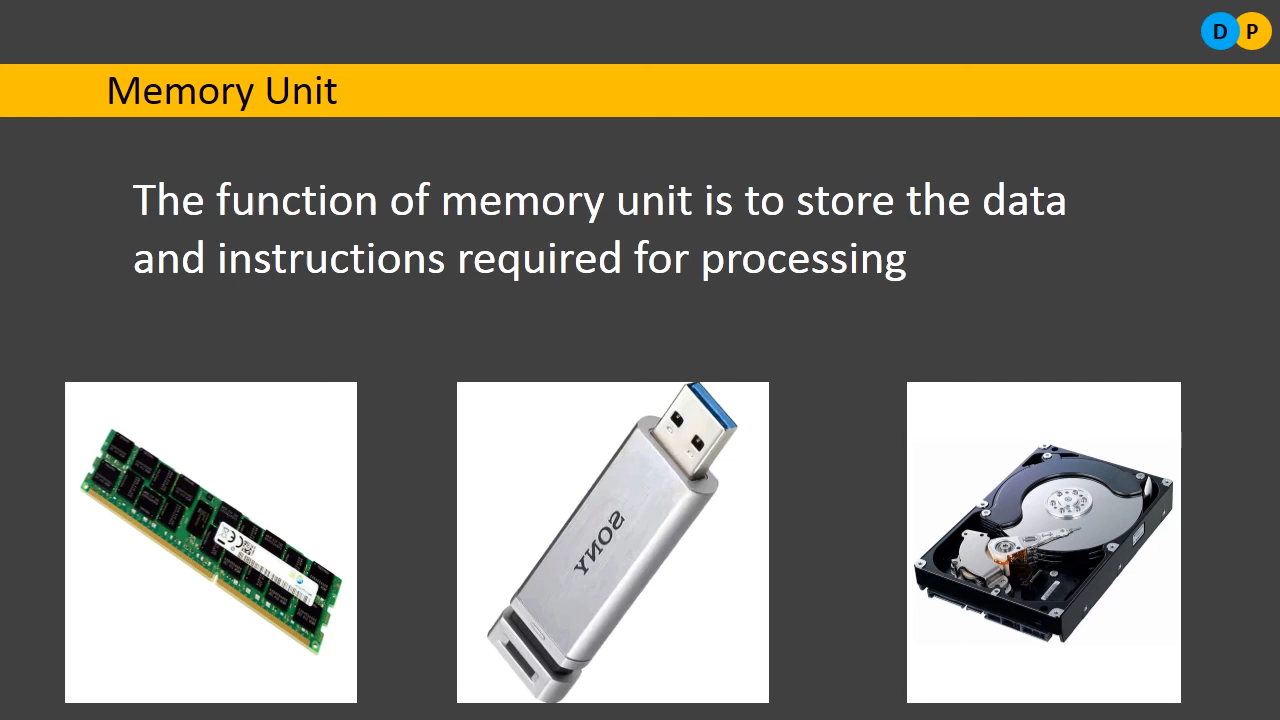 D P
Memory Unit
The function of memory unit is to store the data
and instructions required for processing
SONY